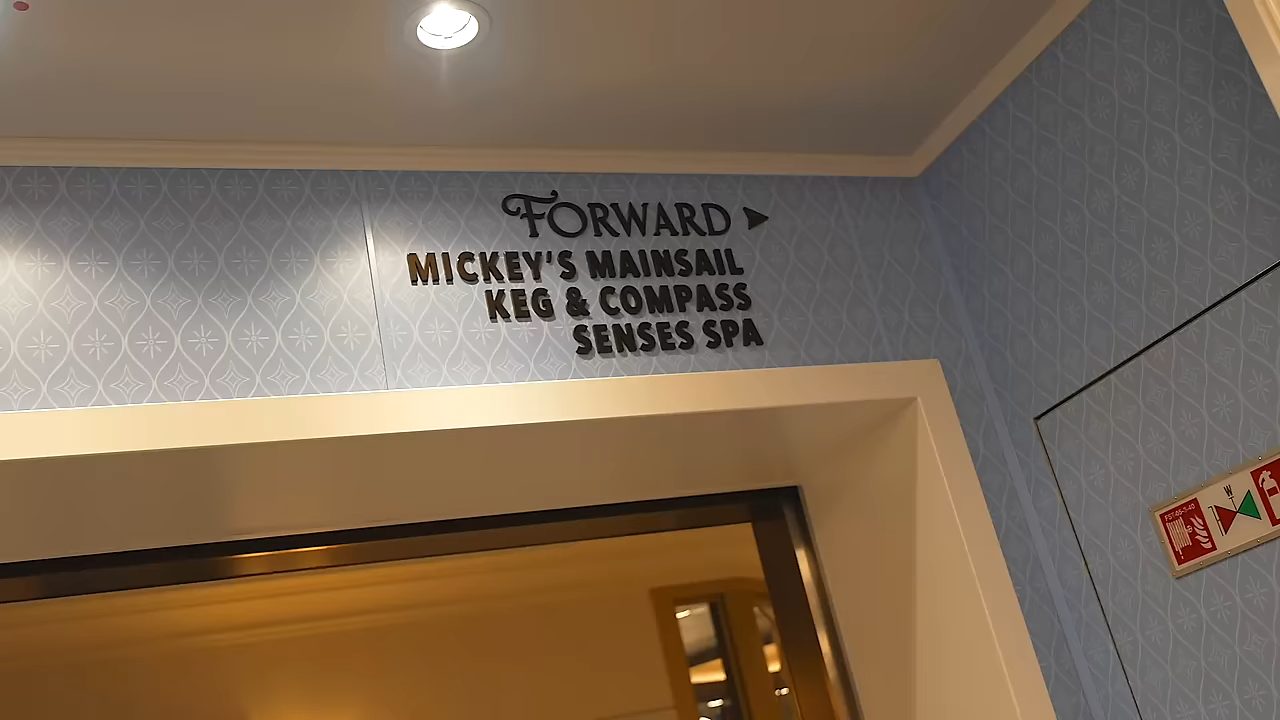 FORWARD
MICKEY'S MAINSAIL
KEG & COMPASS
SENSES SPA
W